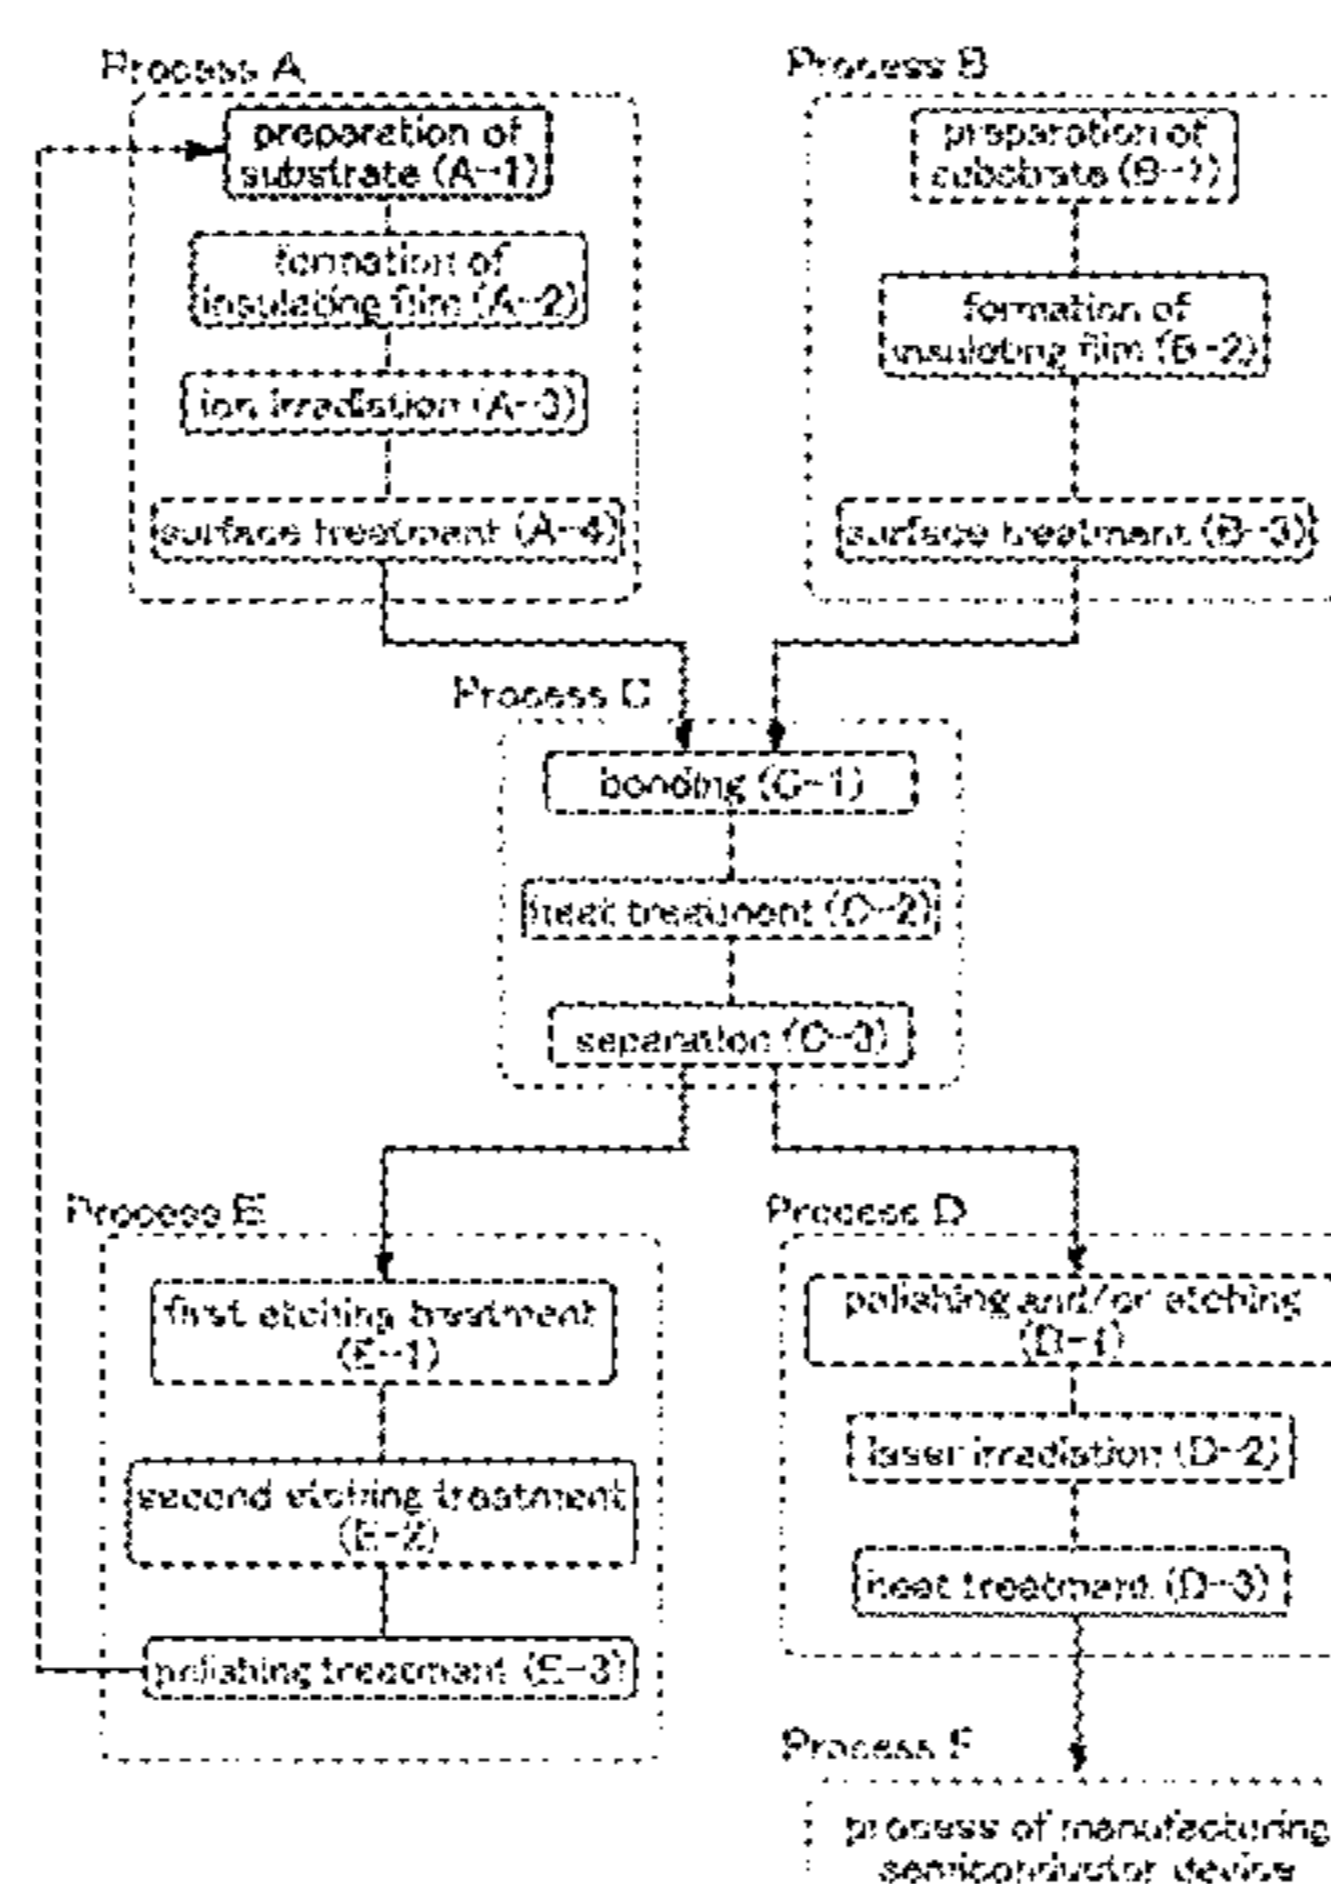 Process A
preparation of
substrate (A-1)
formation of
insulating film (A-2)
ion irradiation (A-3)
surface treatment (A-4)
Process B
preparation of
substrate (B-1)
formation of
insulating film (B-2)
surface treatment (B-3)
Process C
bonding (C-1)
heat treatment (C-2)
separation (C-3)
Process E
first etching treatment
(E-1)
second etching treatment
(E-2)
polishing treatment (E-3)
Process D
polishing and/or etching
(D-1)
laser irradiation (D-2)
heat treatment (D-3)
Process F
process of manufacturing
semiconductor device